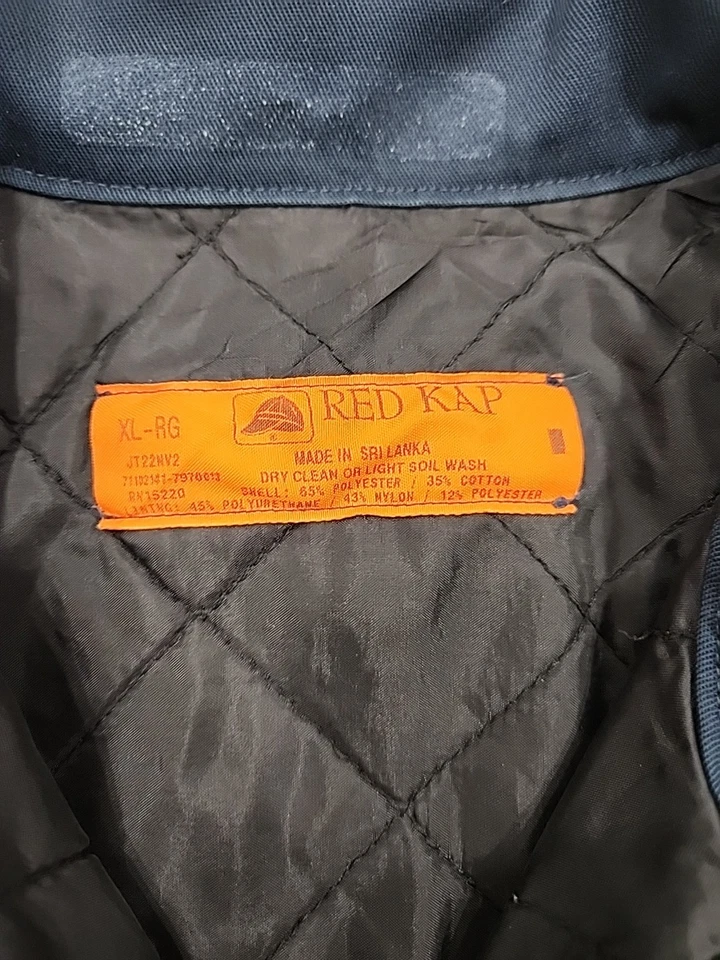 RED KAP
®
XL-RG
JT22NV2
MADE IN SRI LANKA
DRY CLEAN OR LIGHT SOIL WASH
RN15220
SHELL: 65% POLYESTER / 35% COTTON
LINING: 45% POLYURETHANE / 43% NYLON / 12% POLYESTER